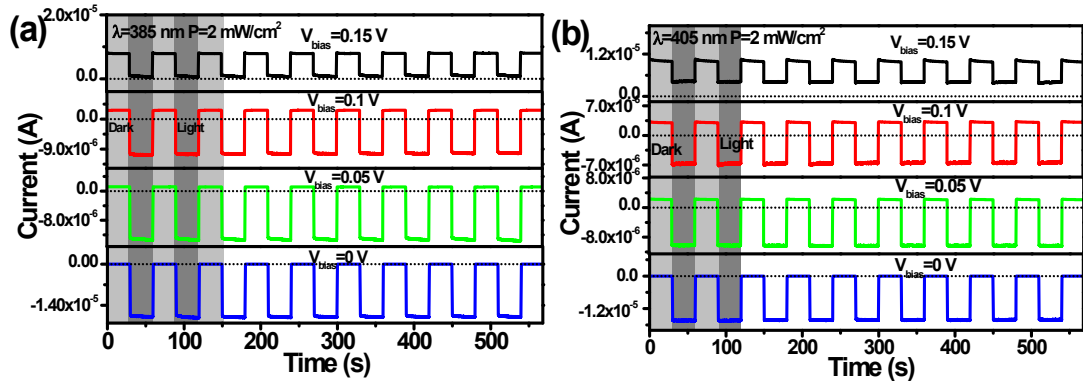 (a)
λ=385 nm P=2 mW/cm²
V_bias=0.15 V
2.0x10⁻⁵
0.0
V_bias=0.1 V
0.0
-9.0x10⁻⁶
Dark
Light
V_bias=0.05 V
0.0
-8.0x10⁻⁶
V_bias=0 V
0.00
-1.40x10⁻⁵
Current (A)
0 100 200 300 400 500
Time (s)
(b)
λ=405 nm P=2 mW/cm²
V_bias=0.15 V
1.2x10⁻⁵
0.0
7.0x10⁻⁶
V_bias=0.1 V
0.0
-7.0x10⁻⁶
Dark
Light
8.0x10⁻⁶
V_bias=0.05 V
0.0
-8.0x10⁻⁶
V_bias=0 V
0.0
-1.2x10⁻⁵
Current (A)
0 100 200 300 400 500
Time (s)